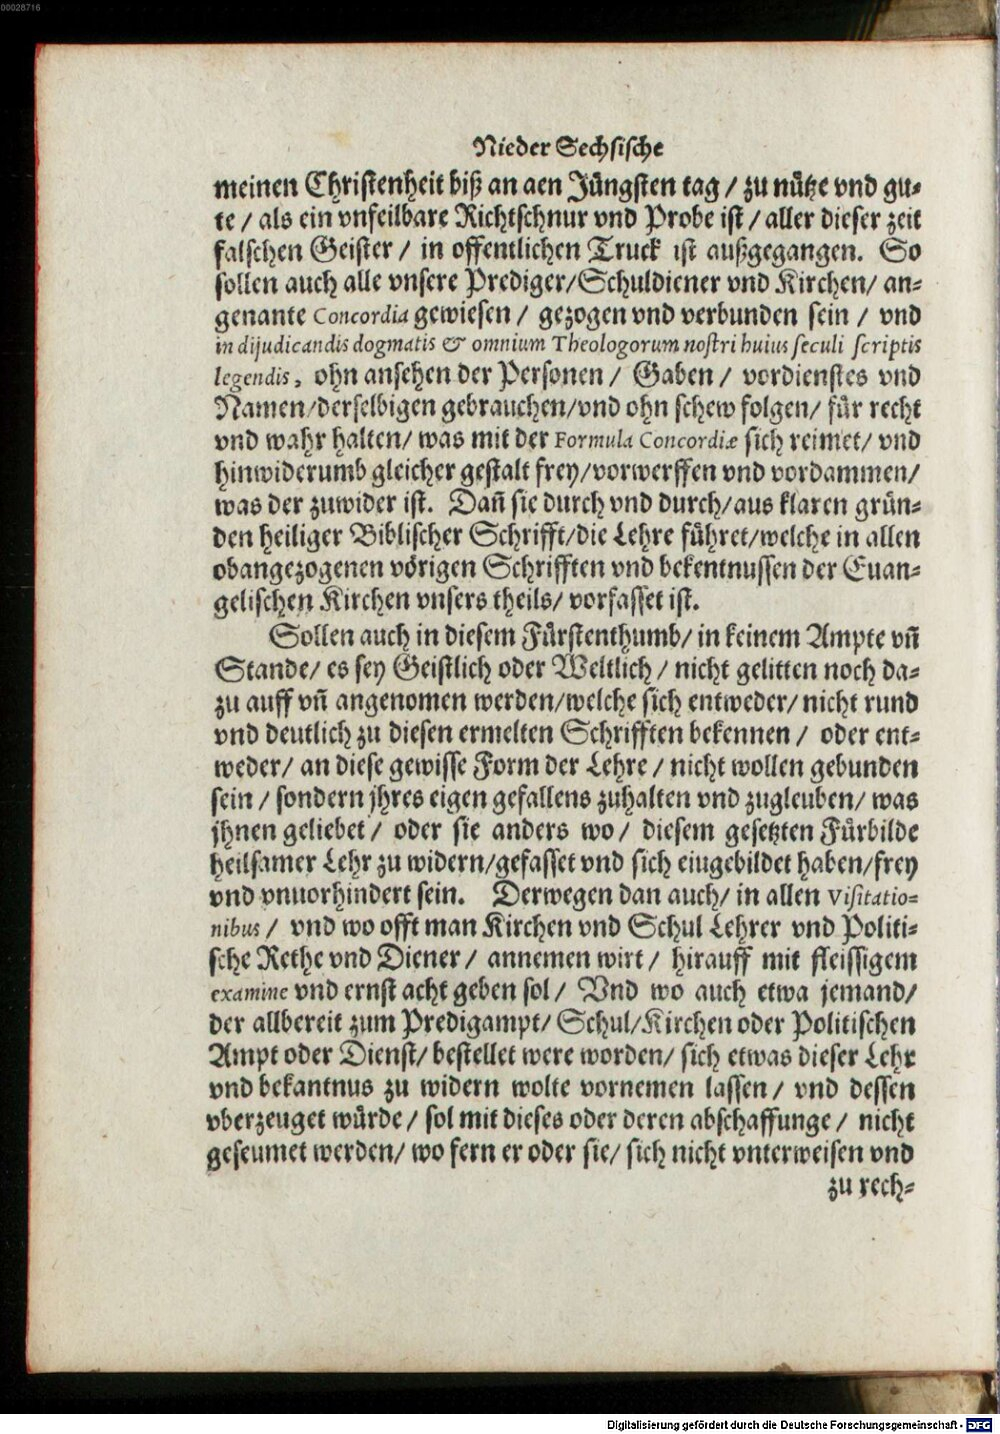 00028716
Nieder Sechsische
meinen Christenheit biß an aen Jüngsten tag / zu nütze vnd gu⸗
te / als ein vnfeilbare Richtschnur vnd Probe ist / aller dieser zeit
falschen Geister / in offentlichen Truck ist außgegangen. So
sollen auch alle vnsere Prediger/Schuldiener vnd Kirchen/ an⸗
genante Concordia gewiesen / gezogen vnd verbunden sein / vnd
in dijudicandis dogmatis & omnium Theologorum nostri huius seculi scriptis
legendis, ohn ansehen der Personen / Gaben / vordienstes vnd
Namen/derselbigen gebrauchen/vnd ohn schew folgen/ für recht
vnd wahr halten/ was mit der Formula Concordiæ sich reimet/ vnd
hinwiderumb gleicher gestalt frey/vorwerffen vnd vordammen/
was der zuwider ist. Dañ sie durch vnd durch/aus klaren grün⸗
den heiliger Biblischer Schrifft/die Lehre führet/welche in allen
obangezogenen vörigen Schrifften vnd bekentnussen der Euan⸗
gelischen Kirchen vnsers theils/ vorfasset ist.
Sollen auch in diesem Fürstenthumb/ in keinem Ampte vñ
Stande/ es sey Geistlich oder Weltlich / nicht gelitten noch da⸗
zu auff vñ angenomen werden/welche sich entweder/ nicht rund
vnd deutlich zu diesen ermelten Schrifften bekennen / oder ent⸗
weder/ an diese gewisse Form der Lehre / nicht wollen gebunden
sein / sondern jhres eigen gefallens zuhalten vnd zugleuben/ was
jhnen geliebet / oder sie anders wo / diesem gesetzten Fürbilde
heilsamer Lehr zu widern/gefasset vnd sich eiugebildet haben/frey
vnd vnuorhindert sein. Derwegen dan auch/ in allen Visitatio⸗
nibus / vnd wo offt man Kirchen vnd Schul Lehrer vnd Politi⸗
sche Rethe vnd Diener / annemen wirt / hirauff mit fleissigem
examine vnd ernst acht geben sol / Vnd wo auch etwa jemand/
der allbereit zum Predigampt/ Schul/Kirchen oder Politischen
Ampt oder Dienst/ bestellet were worden/ sich etwas dieser Lehr
vnd bekantnus zu widern wolte vornemen lassen / vnd dessen
vberzeuget würde / sol mit dieses oder deren abschaffunge / nicht
geseumet werden/ wo fern er oder sie/ sich nicht vnterweisen vnd
zu rech⸗
Digitalisierung gefördert durch die Deutsche Forschungsgemeinschaft - DFG